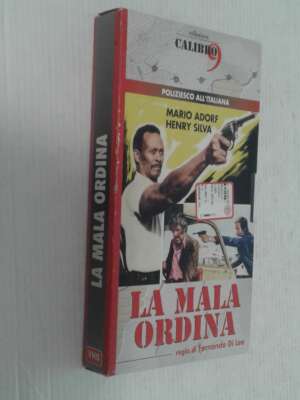 CALIBRO 9
POLIZIESCO ALL'ITALIANA
MARIO ADORF
HENRY SILVA
LA MALA
ORDINA
regia di Fernando Di Leo
LA MALA ORDINA
VHS